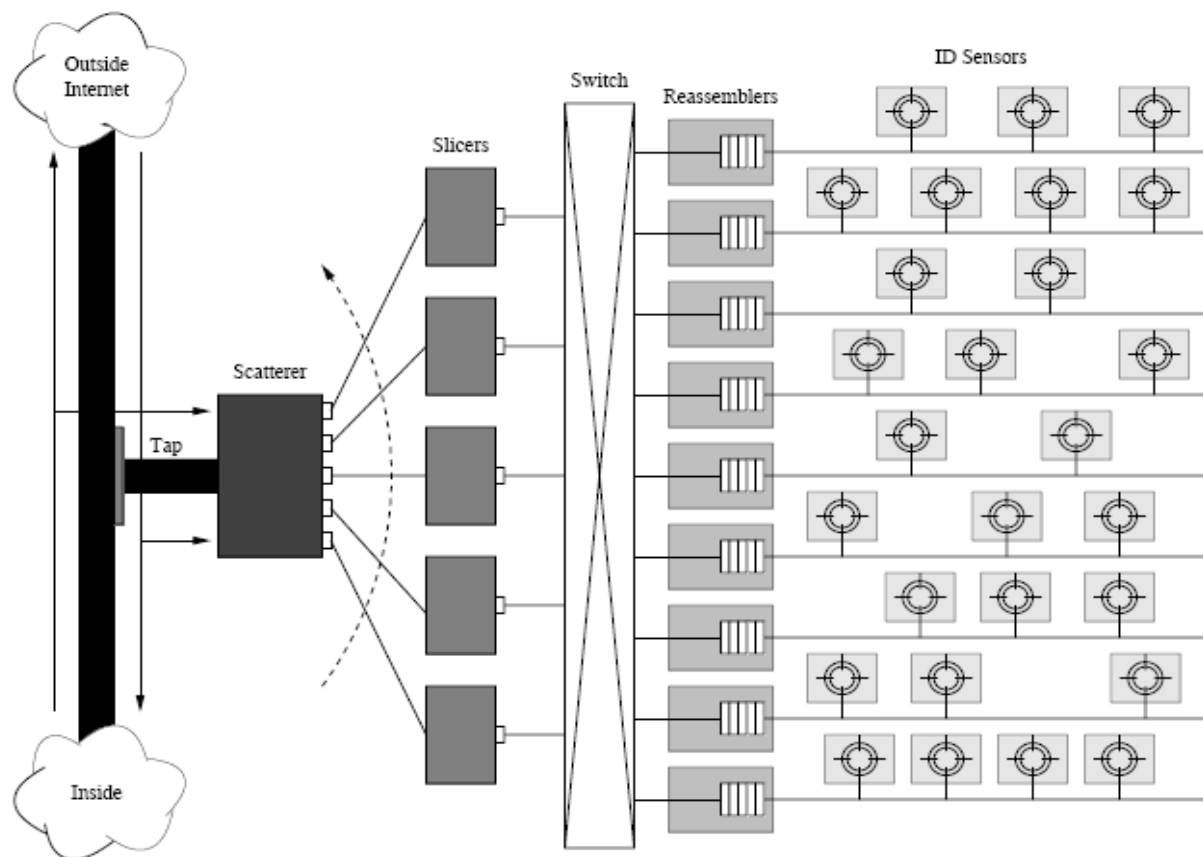 Outside
Internet
Inside
Tap
Scatterer
Slicers
Switch
Reassemblers
ID Sensors